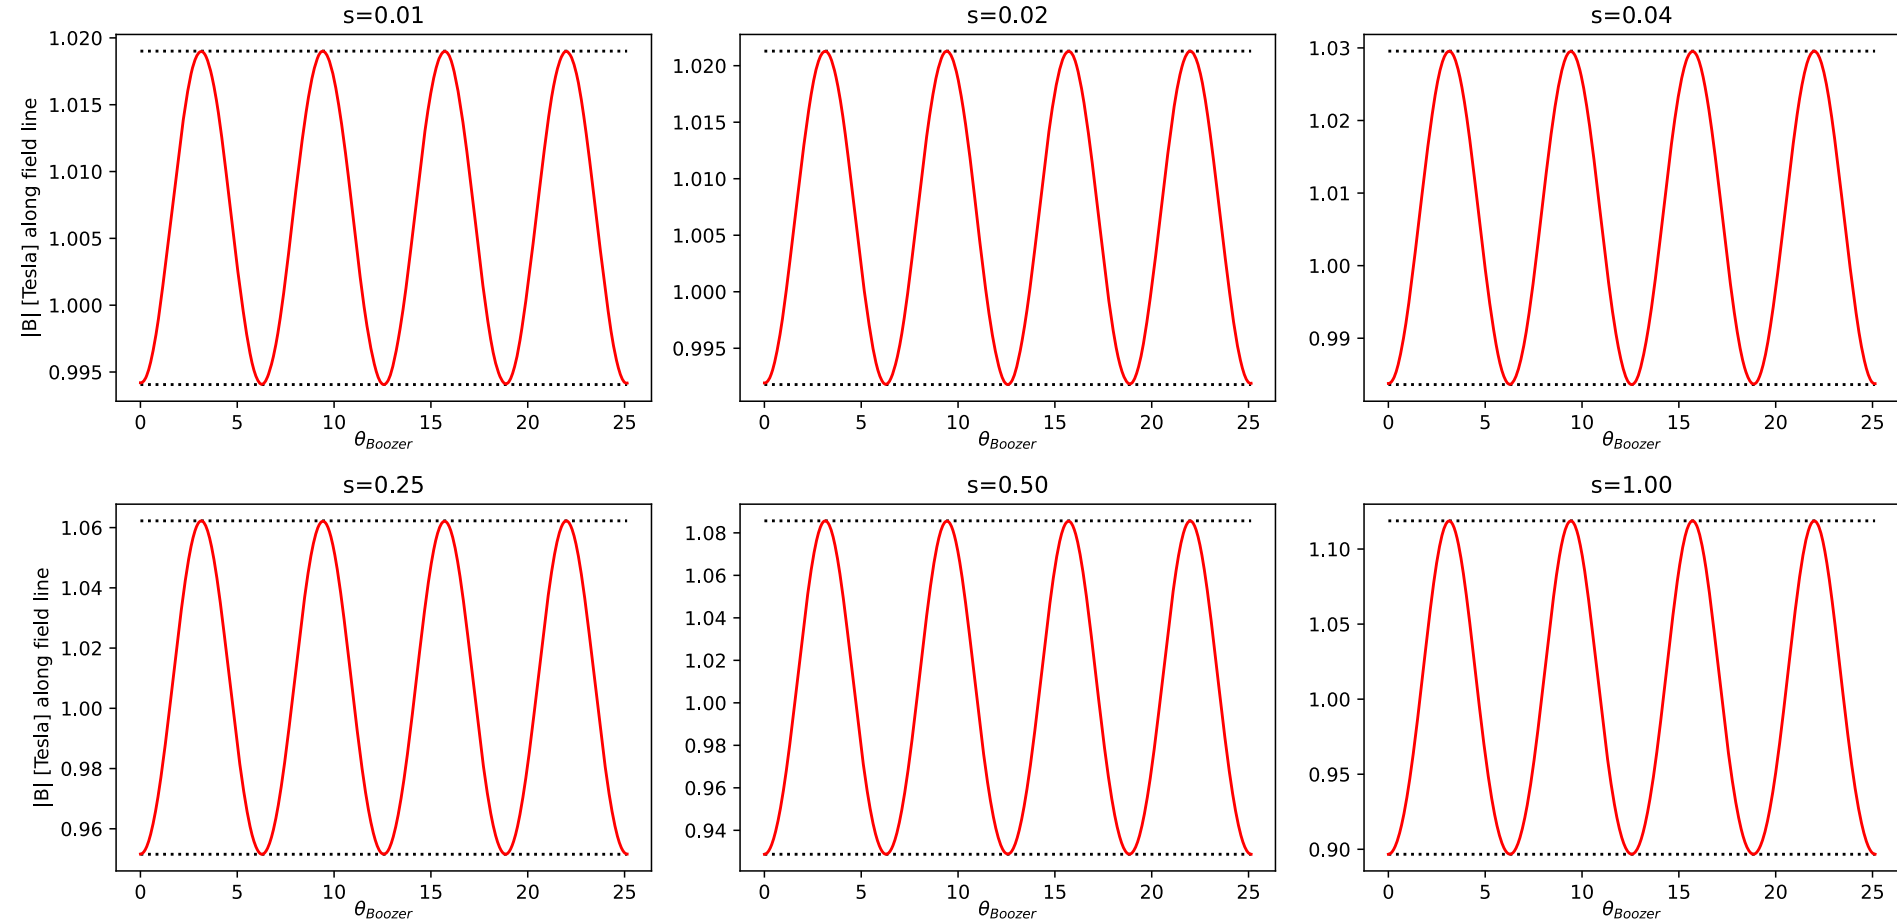 s=0.01
|B| [Tesla] along field line
1.020
1.015
1.010
1.005
1.000
0.995
0 5 10 15 20 25
θBoozer
s=0.02
1.020
1.015
1.010
1.005
1.000
0.995
0 5 10 15 20 25
θBoozer
s=0.04
1.03
1.02
1.01
1.00
0.99
0 5 10 15 20 25
θBoozer
s=0.25
|B| [Tesla] along field line
1.06
1.04
1.02
1.00
0.98
0.96
0 5 10 15 20 25
θBoozer
s=0.50
1.08
1.06
1.04
1.02
1.00
0.98
0.96
0.94
0 5 10 15 20 25
θBoozer
s=1.00
1.10
1.05
1.00
0.95
0.90
0 5 10 15 20 25
θBoozer